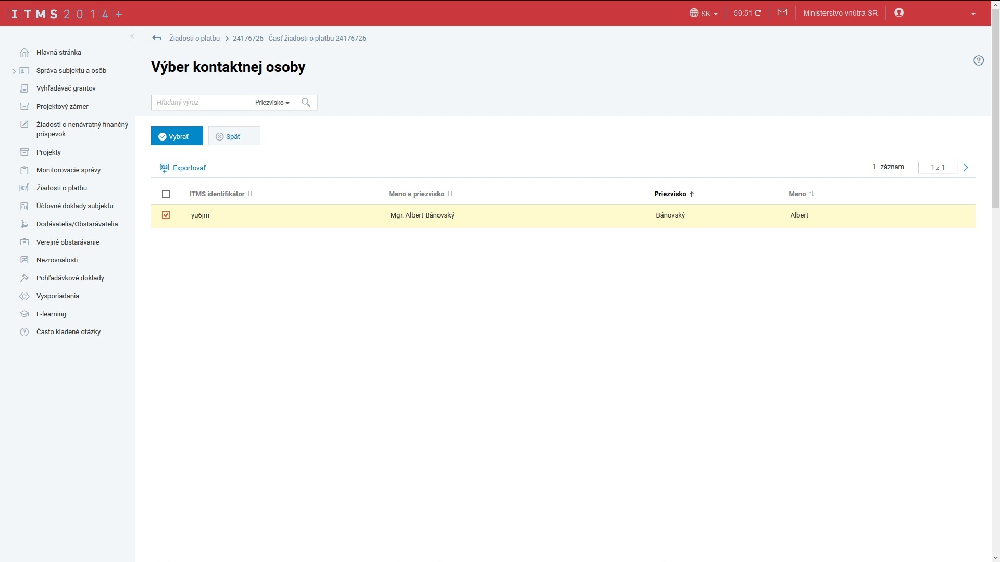 ITMS2014+
SK
59:51
Ministerstvo vnútra SR
Hlavná stránka
Správa subjektu a osôb
Vyhľadávač grantov
Projektový zámer
Žiadosti o nenávratný finančný
príspevok
Projekty
Monitorovacie správy
Žiadosti o platbu
Účtovné doklady subjektu
Dodávatelia/Obstarávatelia
Verejné obstarávanie
Nezrovnalosti
Pohľadávkové doklady
Vysporiadania
E-learning
Často kladené otázky
Žiadosti o platbu > 24176725 - Časť žiadosti o platbu 24176725
Výber kontaktnej osoby
Hľadaný výraz Priezvisko
Vybrať Späť
XLS Exportovať 1 záznam 1 z 1
ITMS identifikátor Meno a priezvisko Priezvisko Meno
yu6jm Mgr. Albert Bánovský Bánovský Albert